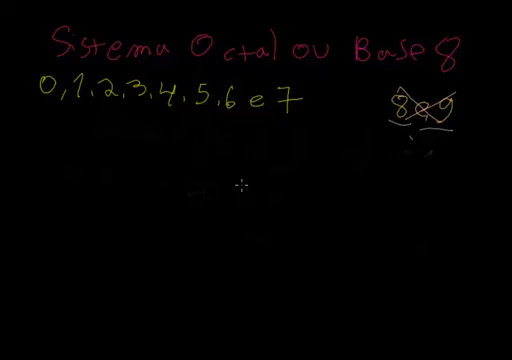 Sistema Octal ou Base 8
0, 1, 2, 3, 4, 5, 6 e 7
8 e 9